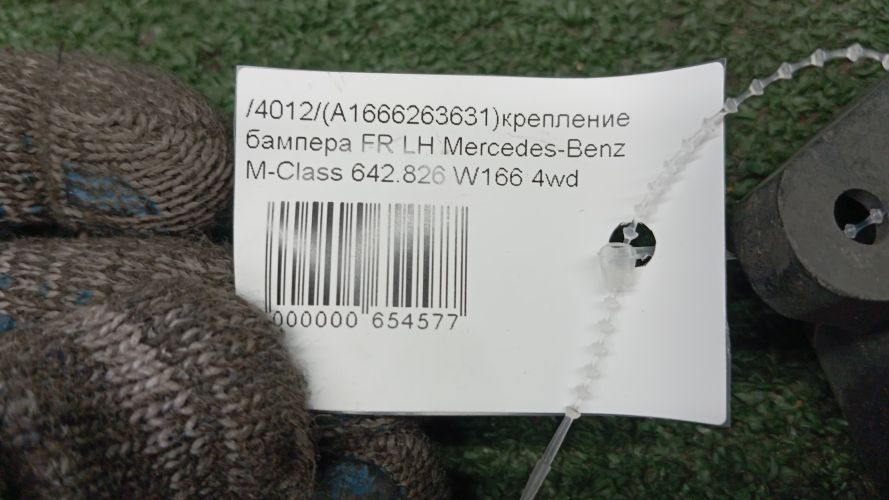 /4012/(A1666263631)крепление
бампера FR LH Mercedes-Benz
M-Class 642.826 W166 4wd
000000 654577